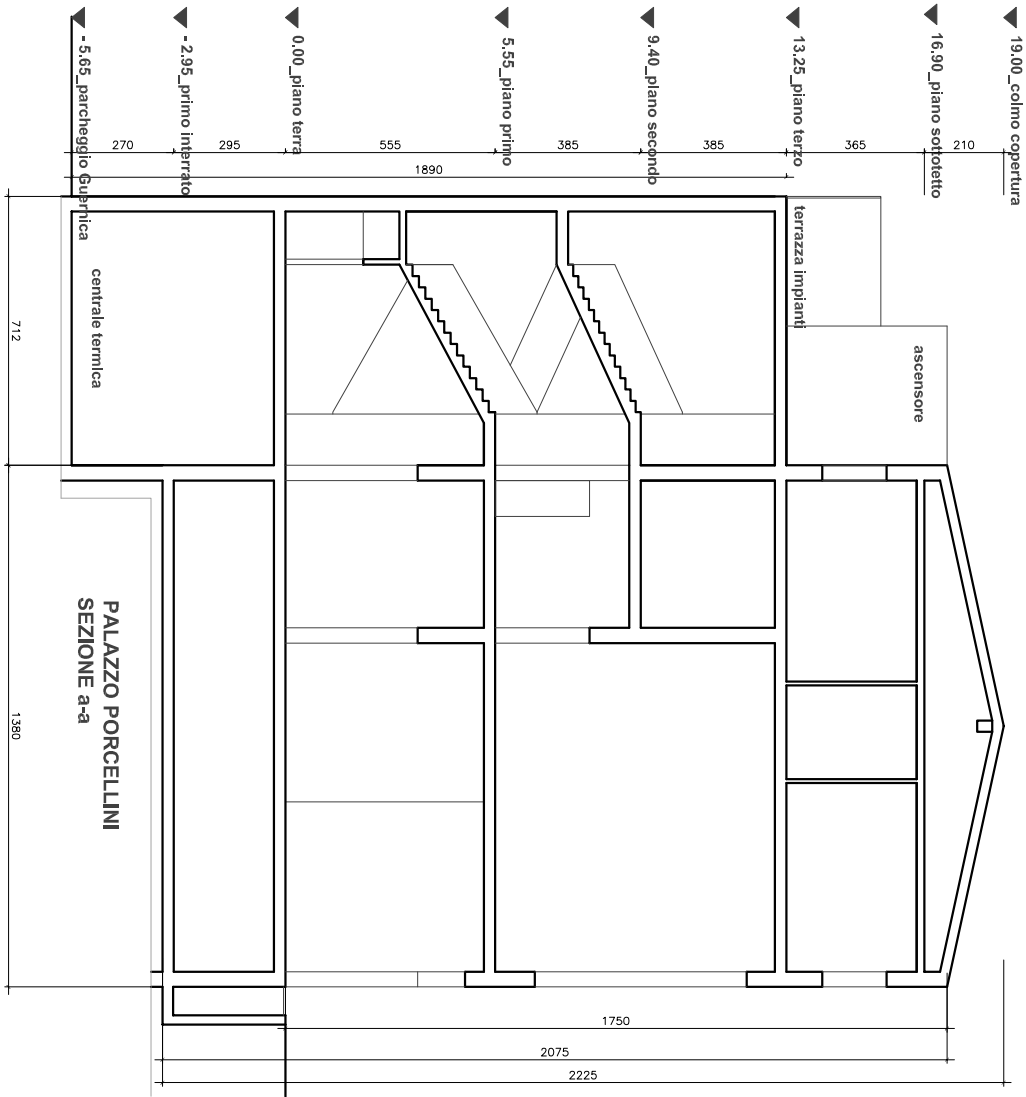 19.00_colmo copertura
16.90_piano sottotetto
13.25_piano terzo
9.40_piano secondo
5.55_piano primo
0.00_piano terra
- 2.95_primo interrato
- 5.65_parcheggio Guernica
210
365
385
385
555
295
270
1890
terrazza impianti
ascensore
centrale termica
712
1380
PALAZZO PORCELLINI
SEZIONE a-a
1750
2075
2225